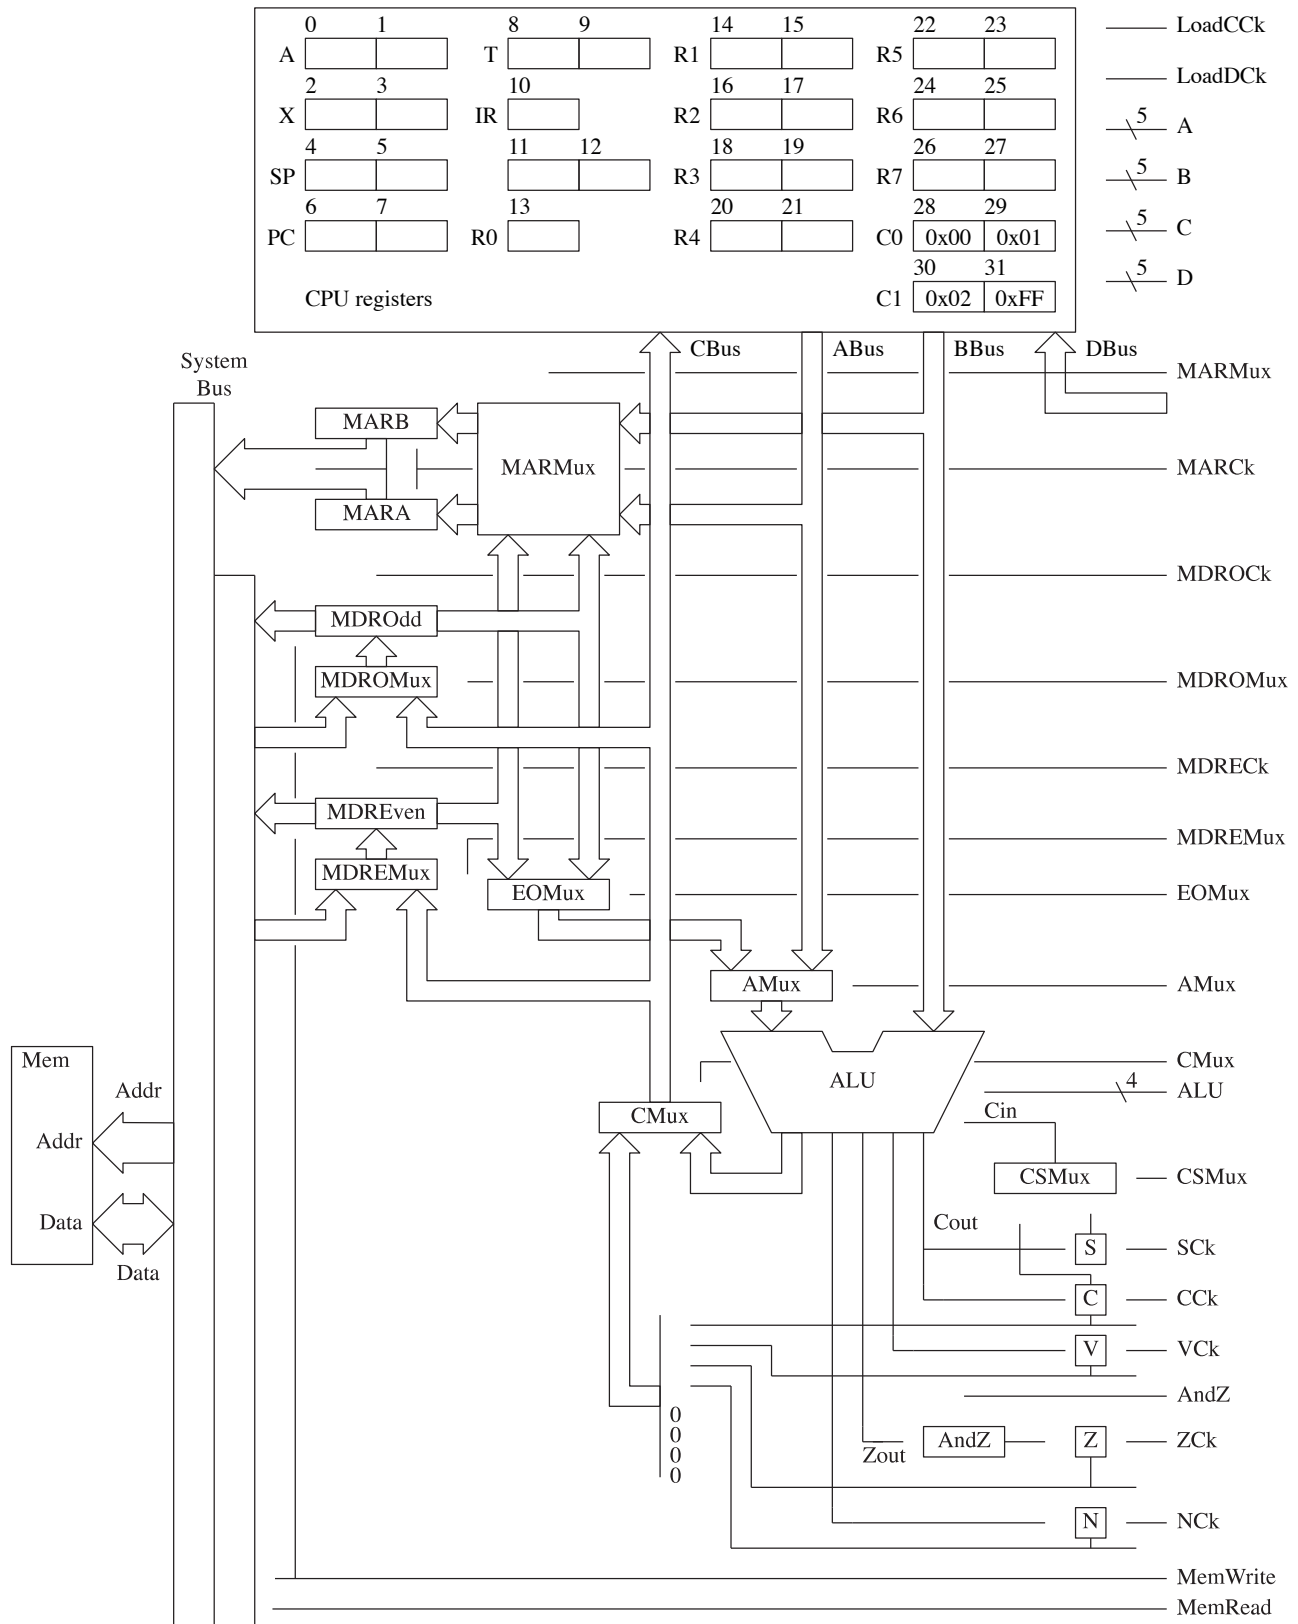 0 1 8 9 14 15 22 23 LoadCCk
A T R1 R5
LoadDCk
2 3 10 16 17 24 25
X IR R2 R6 5 A
4 5 11 12 18 19 26 27
SP R3 R7 5 B
6 7 13 20 21 28 29
PC R0 R4 C0 0x00 0x01 5 C
30 31 5 D
CPU registers C1 0x02 0xFF
System
Bus
CBus ABus BBus DBus
MARMux
MARB
MARMux MARCk
MARA
MDROCk
MDROdd
MDROMux MDROMux
MDRECk
MDREven
MDREMux
MDREMux
EOMux EOMux
AMux AMux
Mem
CMux
ALU 4 ALU
Addr
Cin
CMux
Addr
CSMux CSMux
Data
Cout
S SCk
Data
C CCk
V VCk
AndZ
0
0
0
0
Zout AndZ Z ZCk
N NCk
MemWrite
MemRead